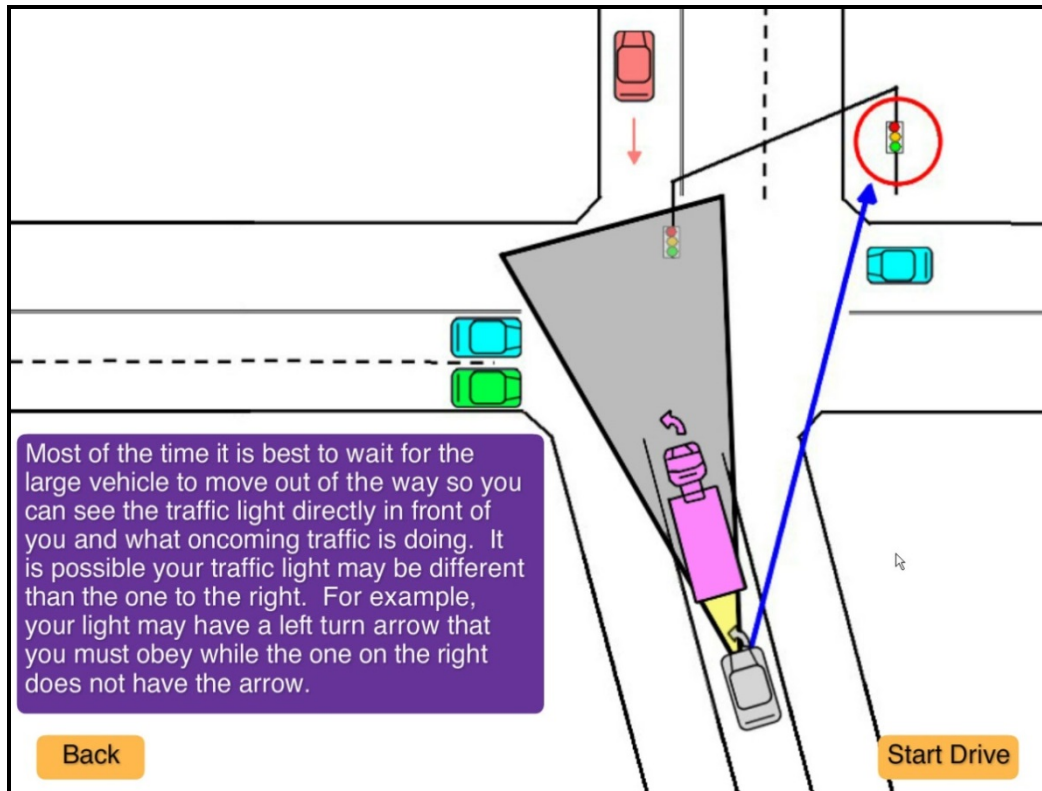 Most of the time it is best to wait for the
large vehicle to move out of the way so you
can see the traffic light directly in front of
you and what oncoming traffic is doing.  It
is possible your traffic light may be different
than the one to the right.  For example,
your light may have a left turn arrow that
you must obey while the one on the right
does not have the arrow.
Back
Start Drive